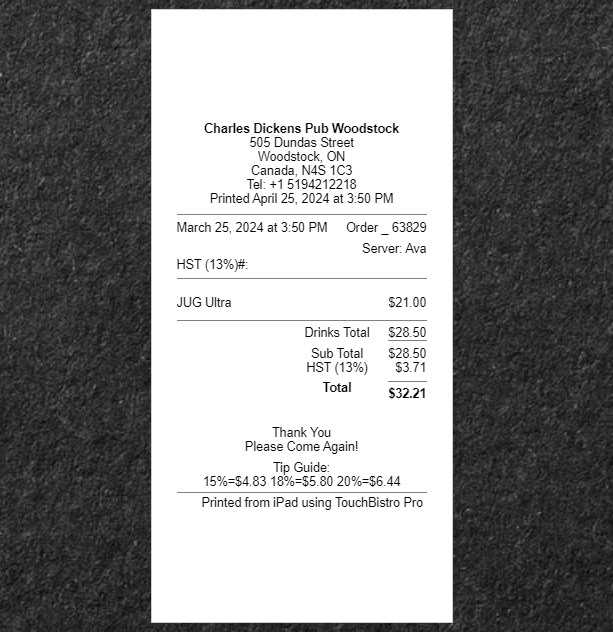 Charles Dickens Pub Woodstock
505 Dundas Street
Woodstock, ON
Canada, N4S 1C3
Tel: +1 5194212218
Printed April 25, 2024 at 3:50 PM
March 25, 2024 at 3:50 PM Order _ 63829
Server: Ava
HST (13%)#:
JUG Ultra $21.00
Drinks Total $28.50
Sub Total $28.50
HST (13%) $3.71
Total $32.21
Thank You
Please Come Again!
Tip Guide:
15%=$4.83 18%=$5.80 20%=$6.44
Printed from iPad using TouchBistro Pro